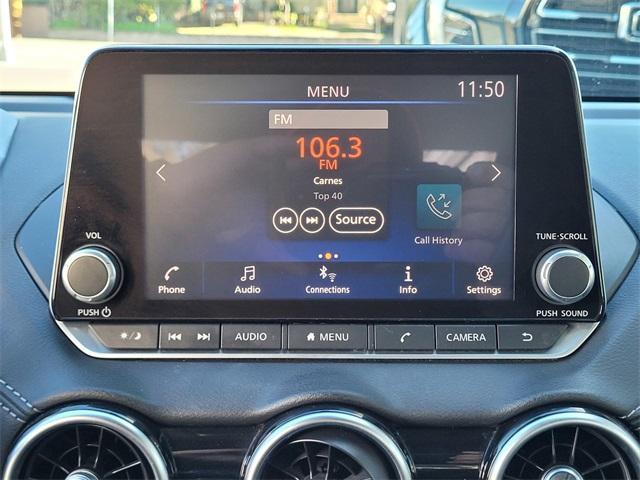 MENU 11:50
FM
106.3
FM
Carnes
Top 40
Source
Call History
Phone Audio Connections Info Settings
VOL
PUSH
TUNE·SCROLL
PUSH SOUND
AUDIO MENU CAMERA